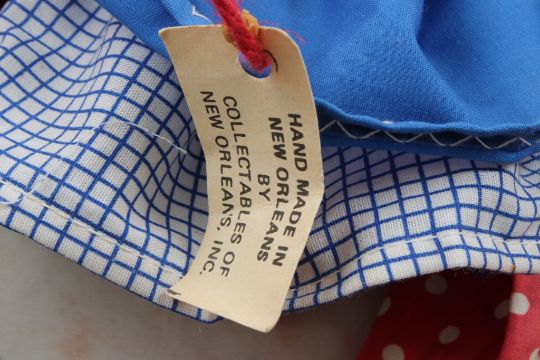 HAND MADE IN
NEW ORLEANS
BY
COLLECTABLES OF
NEW ORLEANS, INC.